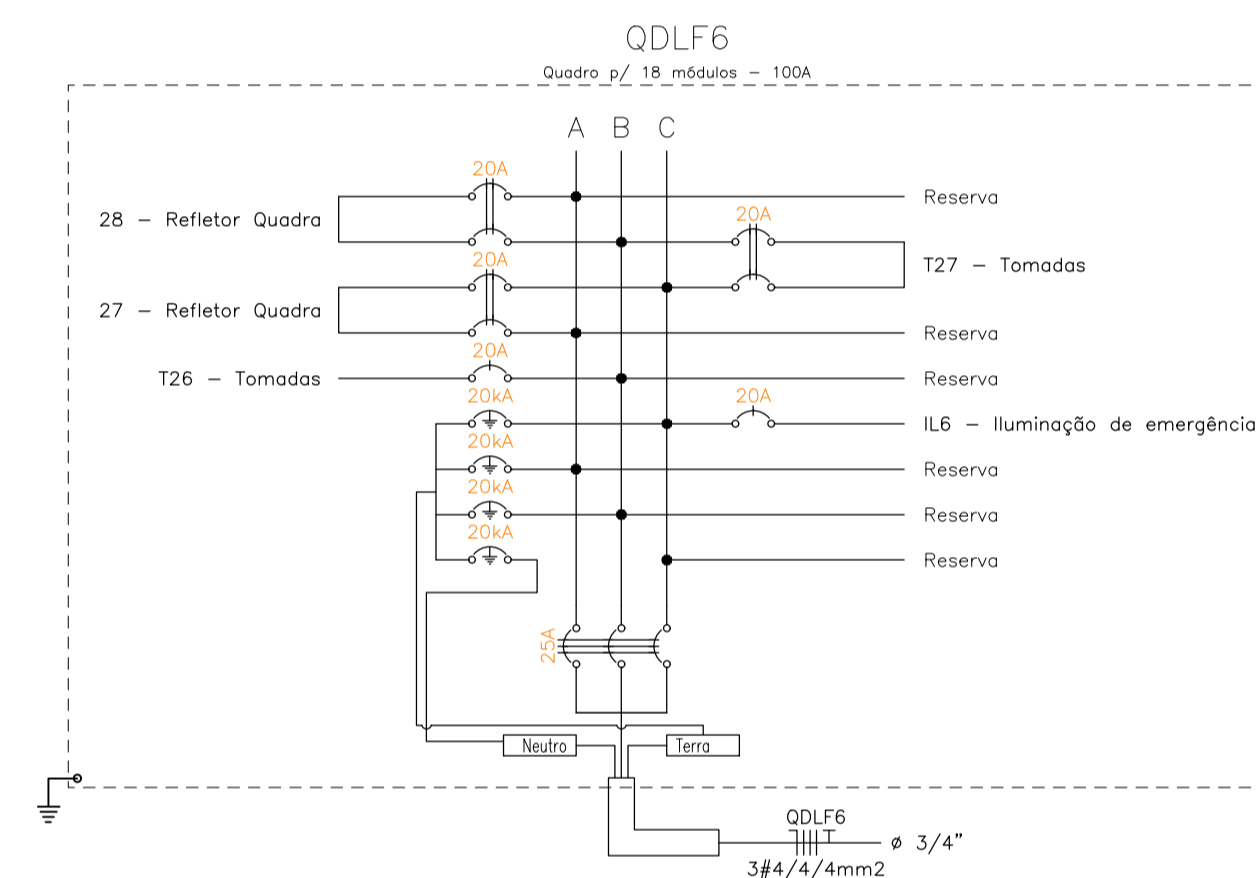 QDLF6
Quadro p/ 18 módulos - 100A
A B C
20A
Reserva
28 - Refletor Quadra
20A
T27 - Tomadas
20A
27 - Refletor Quadra
Reserva
20A
T26 - Tomadas
Reserva
20kA
20A
IL6 - Iluminação de emergência
20kA
Reserva
20kA
Reserva
20kA
Reserva
25A
Neutro
Terra
QDLF6
ø 3/4"
3#4/4/4mm2